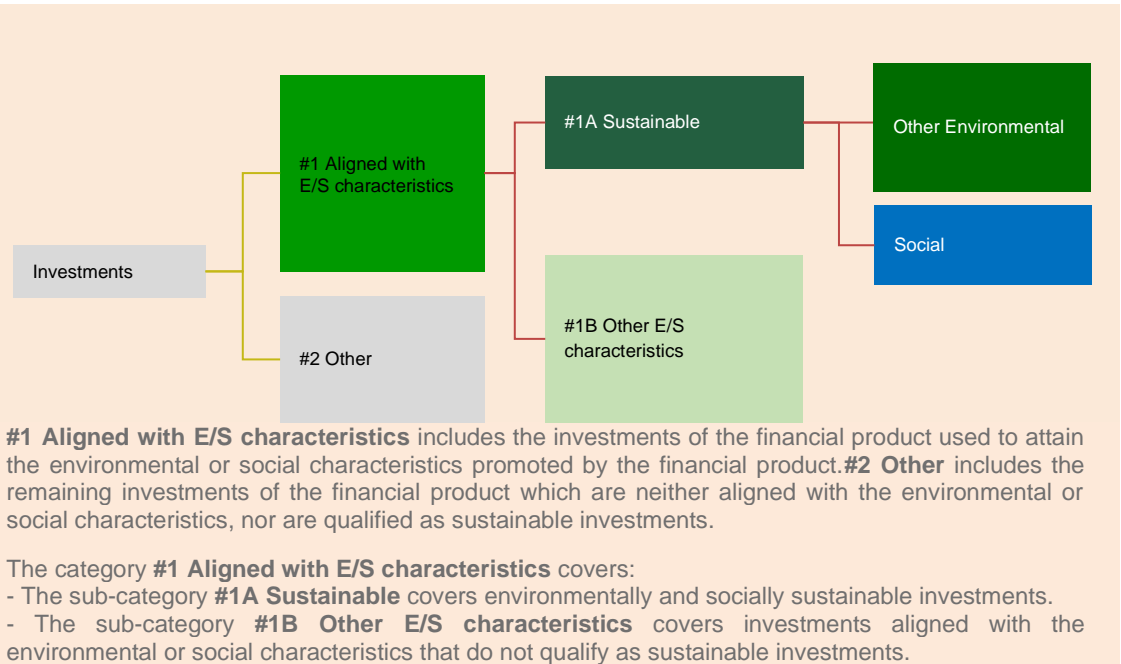 #1A Sustainable
Other Environmental
#1 Aligned with
E/S characteristics
Social
Investments
#1B Other E/S
characteristics
#2 Other
#1 Aligned with E/S characteristics includes the investments of the financial product used to attain
the environmental or social characteristics promoted by the financial product.#2 Other includes the
remaining investments of the financial product which are neither aligned with the environmental or
social characteristics, nor are qualified as sustainable investments.
The category #1 Aligned with E/S characteristics covers:
- The sub-category #1A Sustainable covers environmentally and socially sustainable investments.
- The sub-category #1B Other E/S characteristics covers investments aligned with the
environmental or social characteristics that do not qualify as sustainable investments.